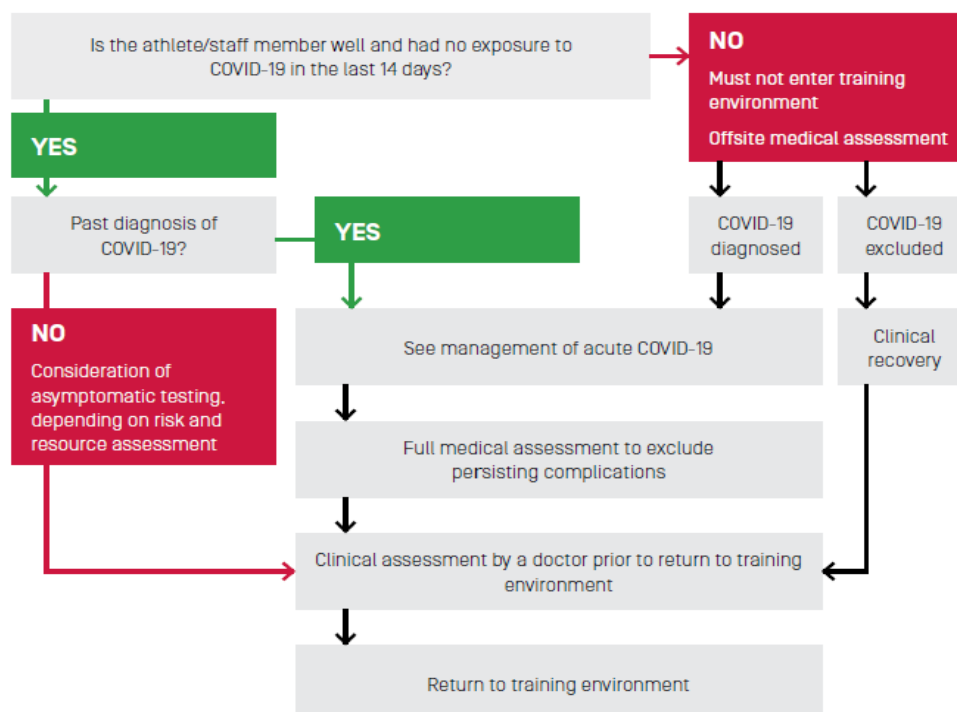 Is the athlete/staff member well and had no exposure to
COVID-19 in the last 14 days?
NO
Must not enter training
environment
Offsite medical assessment
YES
Past diagnosis of
COVID-19?
YES
COVID-19
diagnosed
COVID-19
excluded
NO
Consideration of
asymptomatic testing,
depending on risk and
resource assessment
See management of acute COVID-19
Clinical
recovery
Full medical assessment to exclude
persisting complications
Clinical assessment by a doctor prior to return to training
environment
Return to training environment